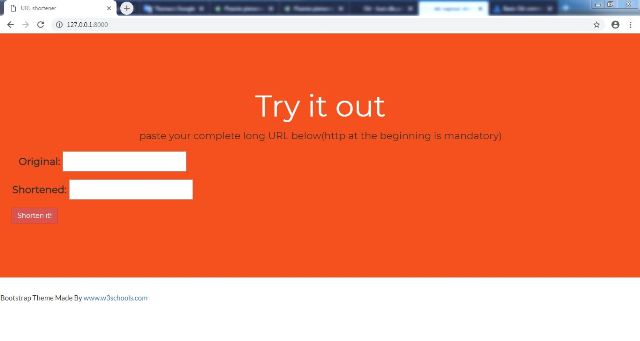 URL shortener
127.0.0.1:8000
Try it out
paste your complete long URL below(http at the beginning is mandatory)
Original:
Shortened:
Shorten it!
Bootstrap Theme Made By www.w3schools.com